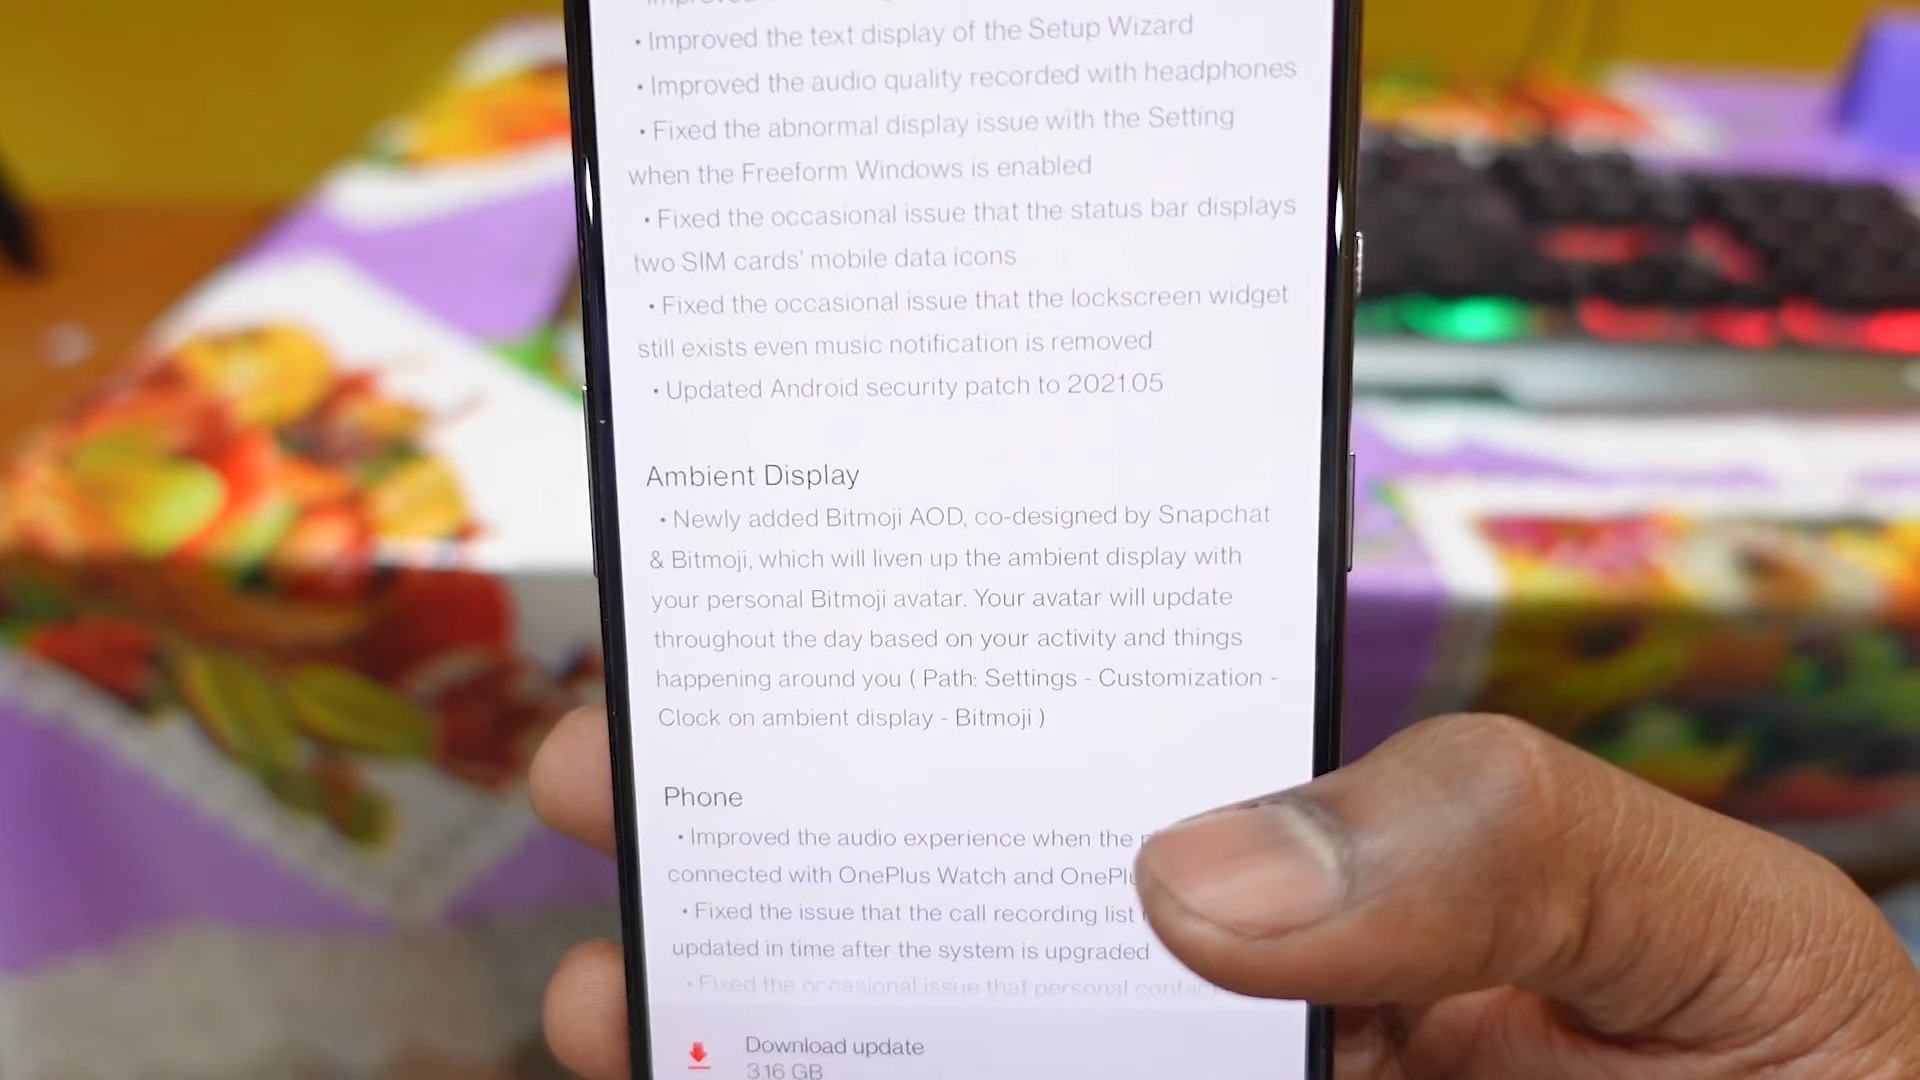 • Improved the text display of the Setup Wizard
• Improved the audio quality recorded with headphones
• Fixed the abnormal display issue with the Setting
when the Freeform Windows is enabled
• Fixed the occasional issue that the status bar displays
two SIM cards' mobile data icons
• Fixed the occasional issue that the lockscreen widget
still exists even music notification is removed
• Updated Android security patch to 2021.05
Ambient Display
• Newly added Bitmoji AOD, co-designed by Snapchat
& Bitmoji, which will liven up the ambient display with
your personal Bitmoji avatar. Your avatar will update
throughout the day based on your activity and things
happening around you ( Path: Settings - Customization -
Clock on ambient display - Bitmoji )
Phone
• Improved the audio experience when the
connected with OnePlus Watch and
• Fixed the issue that the call recording list
updated in time after the system is upgraded
• Fixed the occasional issue that personal
Download update
3.16 GB